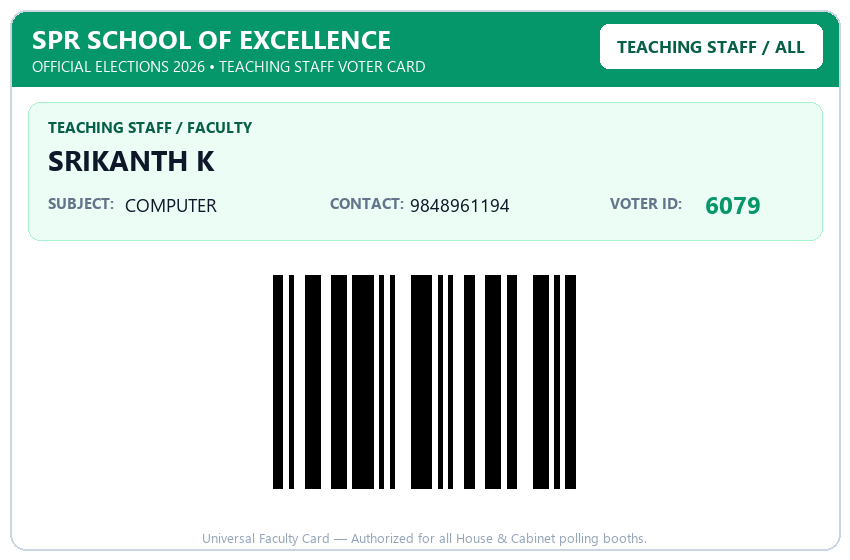 SPR SCHOOL OF EXCELLENCE
OFFICIAL ELECTIONS 2026 • TEACHING STAFF VOTER CARD
TEACHING STAFF / ALL
TEACHING STAFF / FACULTY
SRIKANTH K
SUBJECT: COMPUTER CONTACT: 9848961194 VOTER ID: 6079
Universal Faculty Card — Authorized for all House & Cabinet polling booths.